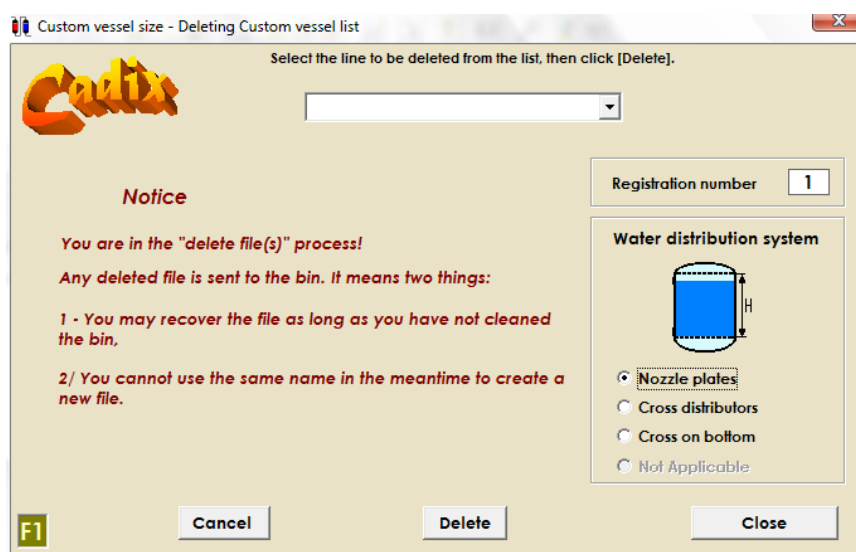 Custom vessel size - Deleting Custom vessel list
Select the line to be deleted from the list, then click [Delete].
Cadix
Registration number 1
Notice
Water distribution system
You are in the "delete file(s)" process!
Any deleted file is sent to the bin. It means two things:
H
1 - You may recover the file as long as you have not cleaned
the bin,
2/ You cannot use the same name in the meantime to create a
new file.
Nozzle plates
Cross distributors
Cross on bottom
Not Applicable
F1
Cancel
Delete
Close